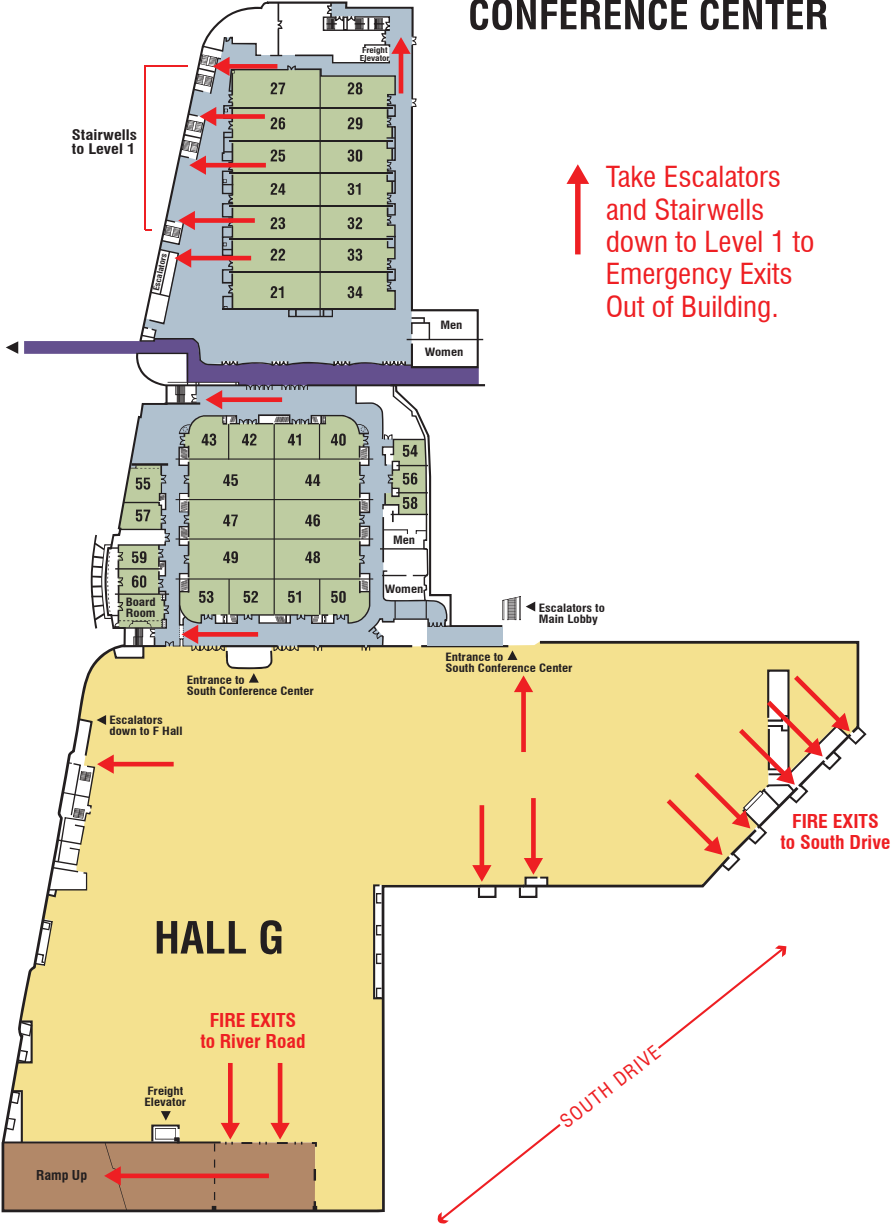 CONFERENCE CENTER
Freight
Elevator
Stairwells
to Level 1
27
28
26
29
25
30
24
31
23
32
22
33
21
34
Escalators
Take Escalators
and Stairwells
down to Level 1 to
Emergency Exits
Out of Building.
Men
Women
43
42
41
40
45
44
47
46
49
48
53
52
51
50
54
56
58
55
57
59
60
Board
Room
Men
Women
Escalators to
Main Lobby
Entrance to
South Conference Center
Entrance to
South Conference Center
Escalators
down to F Hall
FIRE EXITS
to South Drive
HALL G
FIRE EXITS
to River Road
SOUTH DRIVE
Freight
Elevator
Ramp Up